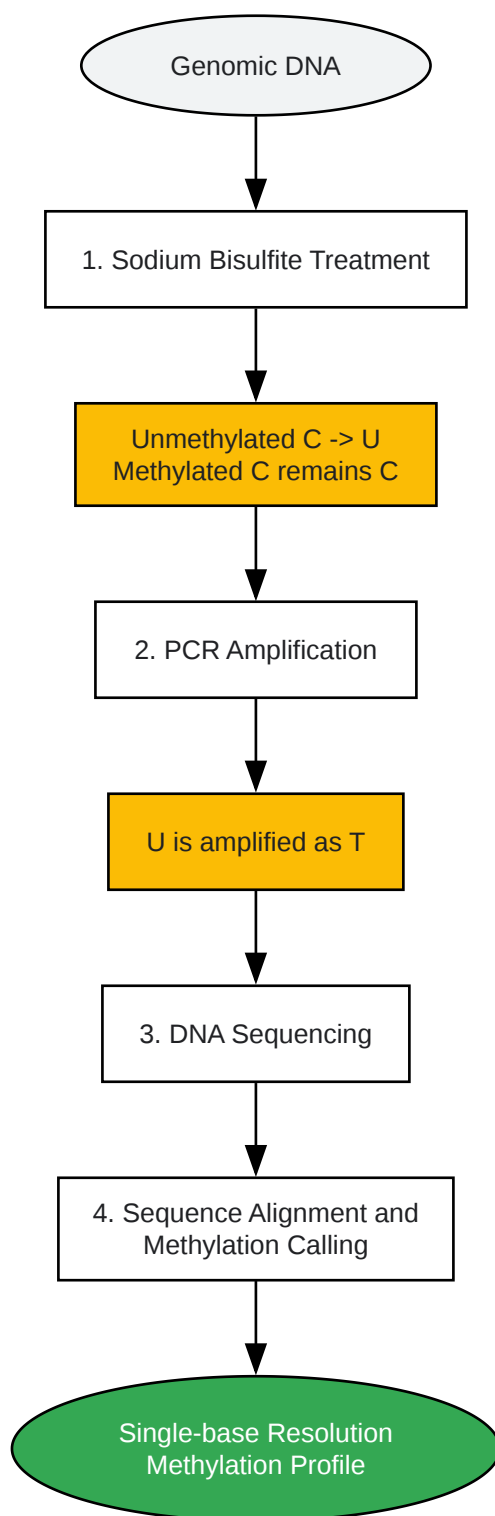 Genomic DNA
1. Sodium Bisulfite Treatment
Unmethylated C -> U
Methylated C remains C
2. PCR Amplification
U is amplified as T
3. DNA Sequencing
4. Sequence Alignment and
Methylation Calling
Single-base Resolution
Methylation Profile